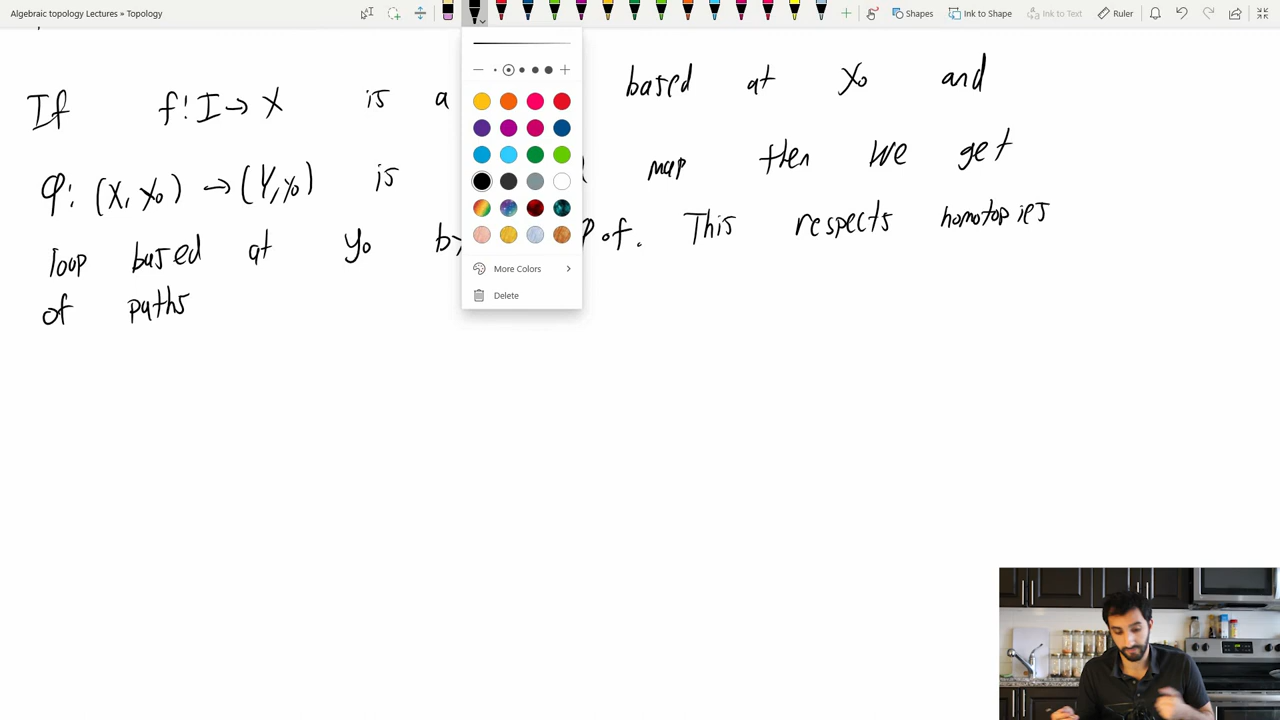 Algebraic topology Lectures » Topology
Shapes
Ink to Shape
Ink to Text
Ruler
If f: I → X is a based at x₀ and
φ: (X, x₀) → (Y, y₀) is map then we get
loop based at y₀ by φ∘f. This respects homotopies
of paths
More Colors
Delete